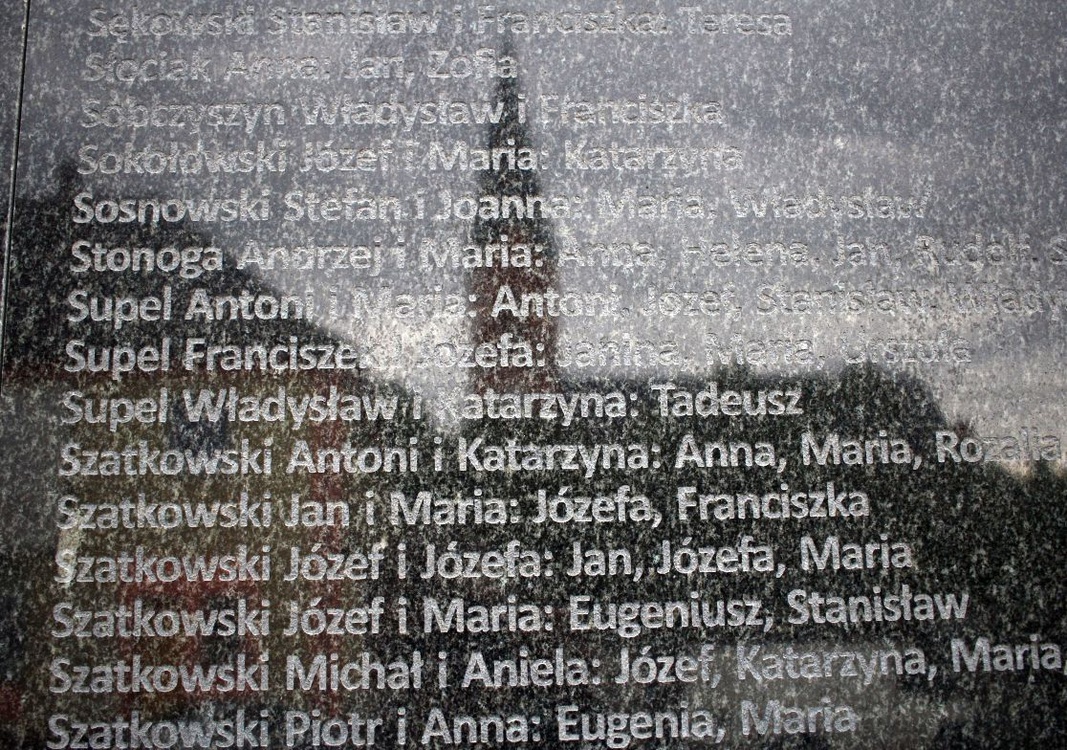 Sękowski Stanisław i Franciszka: Teresa
Anna: Jan, Zofia
Sobczyszyn Władysław i Franciszka
Sokołowski Józef i Maria: Katarzyna
Sosnowski Stefan i Joanna: Maria, Władysław
Stonoga Andrzej i Maria: Anna, Helena, Jan, Rudolf, S
Supel Antoni i Maria: Antoni, Józef, Stanisław, Włady
Supel Franciszek i Józefa: Janina, Maria, Urszula
Supel Władysław i Katarzyna: Tadeusz
Szatkowski Antoni i Katarzyna: Anna, Maria, Rozalia
Szatkowski Jan i Maria: Józefa, Franciszka
Szatkowski Józef i Józefa: Jan, Józefa, Maria
Szatkowski Józef i Maria: Eugeniusz, Stanisław
Szatkowski Michał i Aniela: Józef, Katarzyna, Maria,
Szatkowski Piotr i Anna: Eugenia, Maria